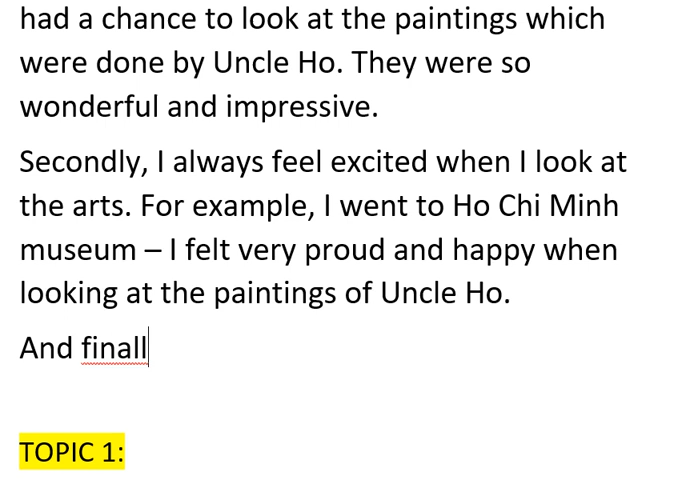 had a chance to look at the paintings which
were done by Uncle Ho. They were so
wonderful and impressive.
Secondly, I always feel excited when I look at
the arts. For example, I went to Ho Chi Minh
museum – I felt very proud and happy when
looking at the paintings of Uncle Ho.
And finall
TOPIC 1: